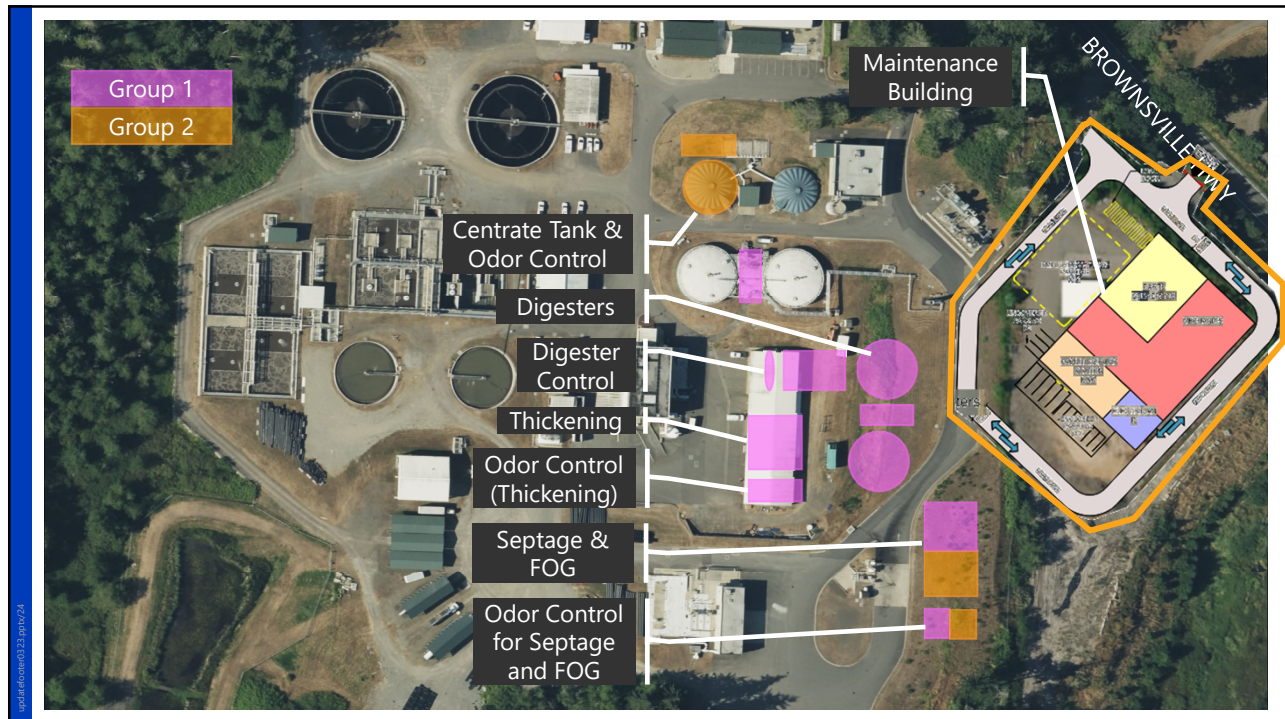 Group 1
Group 2
Maintenance
Building
BROWNSVILLE HWY
Centrate Tank &
Odor Control
Digesters
Digester
Control
Thickening
Odor Control
(Thickening)
Septage &
FOG
Odor Control
for Septage
and FOG
ters
updatefooter0323.pptx/24